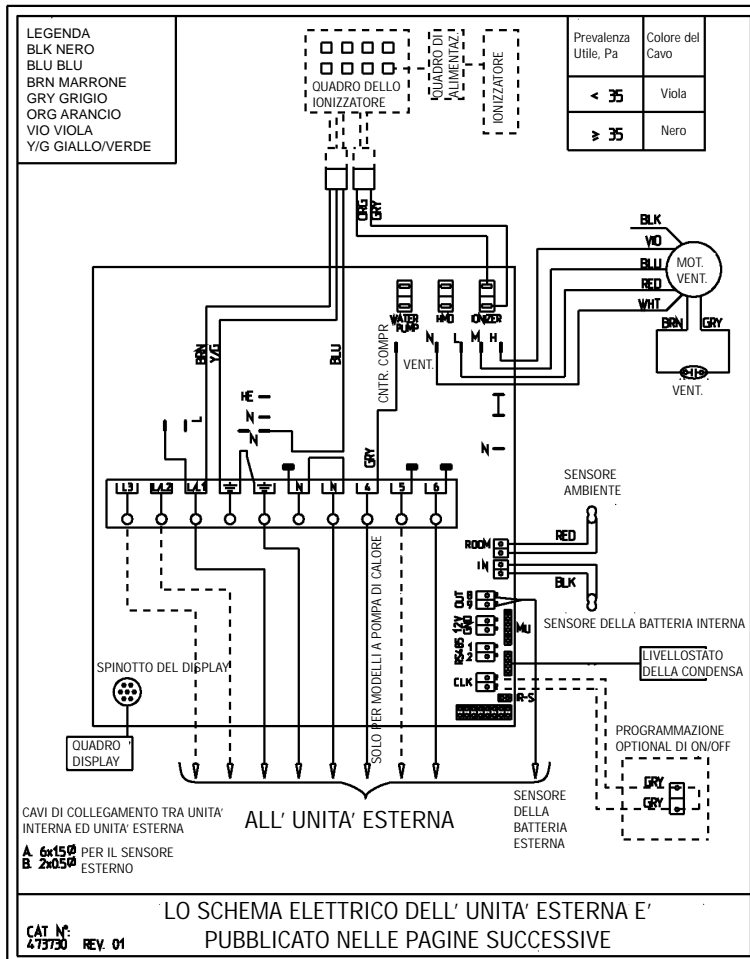 LEGENDA
BLK NERO
BLU BLU
BRN MARRONE
GRY GRIGIO
ORG ARANCIO
VIO VIOLA
Y/G GIALLO/VERDE
QUADRO DELLO
IONIZZATORE
QUADRO DI
ALIMENTAZ.
IONIZZATORE
Prevalenza
Utile, Pa
Colore del
Cavo
< 35
Viola
≥ 35
Nero
ORG
GRY
BLK
VIO
BLU
RED
WHT
MOT.
VENT.
BRN
GRY
VENT.
WATER
PUMP
HMD
IONIZER
N
L
M
H
CNTR. COMPR
VENT.
BRN
Y/G
BLU
L
HE
N
N
I
N
GRY
L3
L/L2
L/L1
N
N
4
5
6
SENSORE
AMBIENTE
ROOM
RED
IN
BLK
SENSORE DELLA BATTERIA INTERNA
OUT
12V
GND
MU
RS485
1
2
CLK
R-S
LIVELLOSTATO
DELLA CONDENSA
SOLO PER MODELLI A POMPA DI CALORE
SPINOTTO DEL DISPLAY
QUADRO '
DISPLAY
PROGRAMMAZIONE
OPTIONAL DI ON/OFF
GRY
GRY
ALL' UNITA' ESTERNA
SENSORE
DELLA
BATTERIA
ESTERNA
CAVI DI COLLEGAMENTO TRA UNITA'
INTERNA ED UNITA' ESTERNA
A. 6x1.5Ø PER IL SENSORE
B. 2x0.5Ø ESTERNO
LO SCHEMA ELETTRICO DELL' UNITA' ESTERNA E'
PUBBLICATO NELLE PAGINE SUCCESSIVE
CAT Nº:
473730 REV. 01